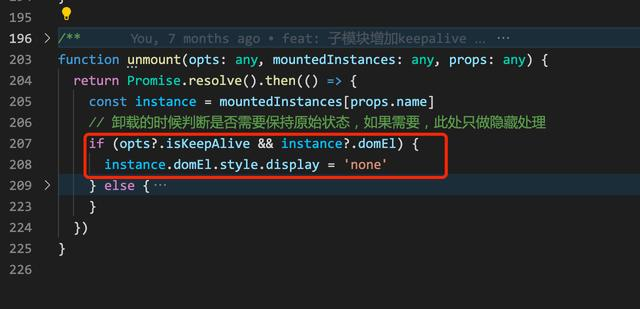 195
196 /** You, 7 months ago • feat: 子模块增加keepalive … ···
203 function unmount(opts: any, mountedInstances: any, props: any) {
204 return Promise.resolve().then(() => {
205 const instance = mountedInstances[props.name]
206 // 卸载的时候判断是否需要保持原始状态，如果需要，此处只做隐藏处理
207 if (opts?.isKeepAlive && instance?.domEl) {
208 instance.domEl.style.display = 'none'
209 } else {···
223 }
224 })
225 }
226